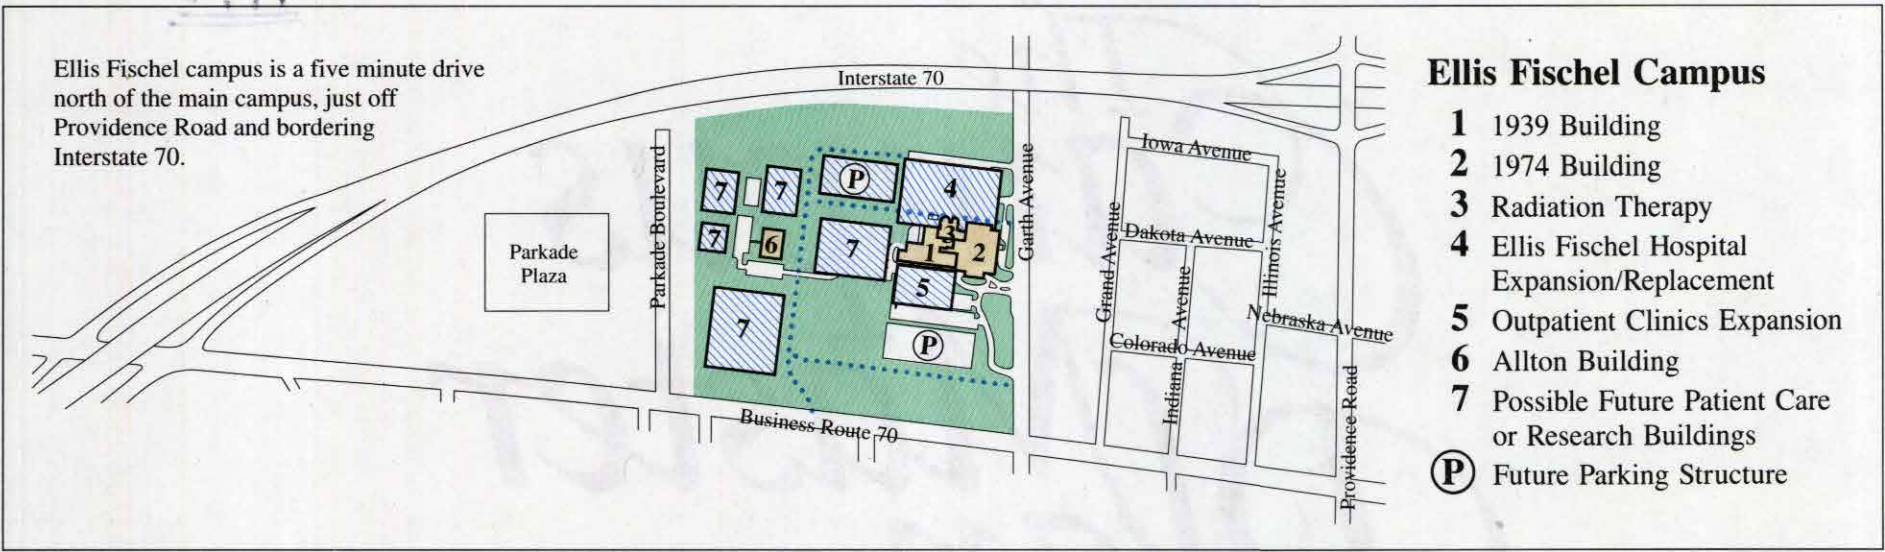 Ellis Fischel campus is a five minute drive
north of the main campus, just off
Providence Road and bordering
Interstate 70.
Interstate 70
Parkade
Plaza
Parkade Boulevard
7
7
P
4
7
6
7
3
1
2
5
7
P
Garth Avenue
Business Route 70
Iowa Avenue
Dakota Avenue
Grand Avenue
Illinois Avenue
Indiana Avenue
Nebraska Avenue
Colorado Avenue
Providence Road
Ellis Fischel Campus
1 1939 Building
2 1974 Building
3 Radiation Therapy
4 Ellis Fischel Hospital
Expansion/Replacement
5 Outpatient Clinics Expansion
6 Allton Building
7 Possible Future Patient Care
or Research Buildings
P Future Parking Structure